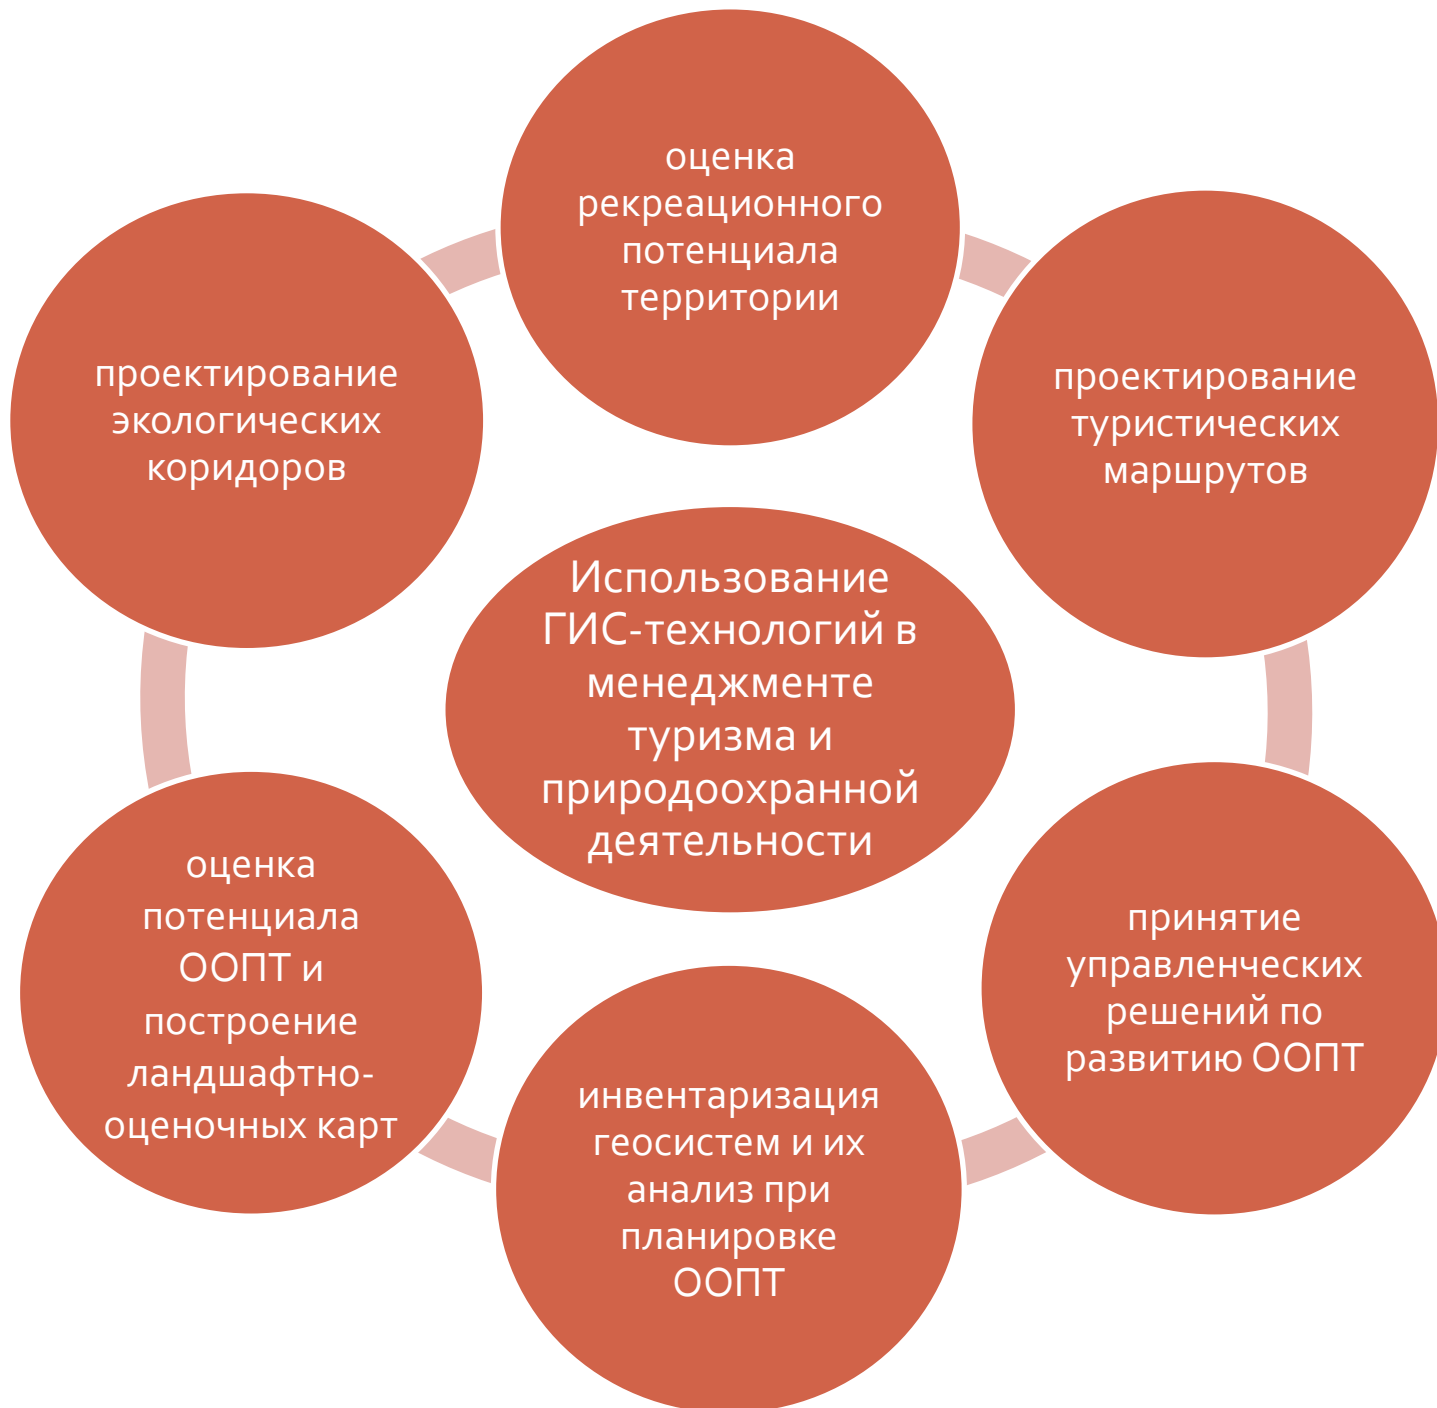 оценка
рекреационного
потенциала
территории
проектирование
туристических
маршрутов
принятие
управленческих
решений по
развитию ООПТ
инвентаризация
геосистем и их
анализ при
планировке
ООПТ
оценка
потенциала
ООПТ и
построение
ландшафтно-
оценочных карт
проектирование
экологических
коридоров
Использование
ГИС-технологий в
менеджменте
туризма и
природоохранной
деятельности